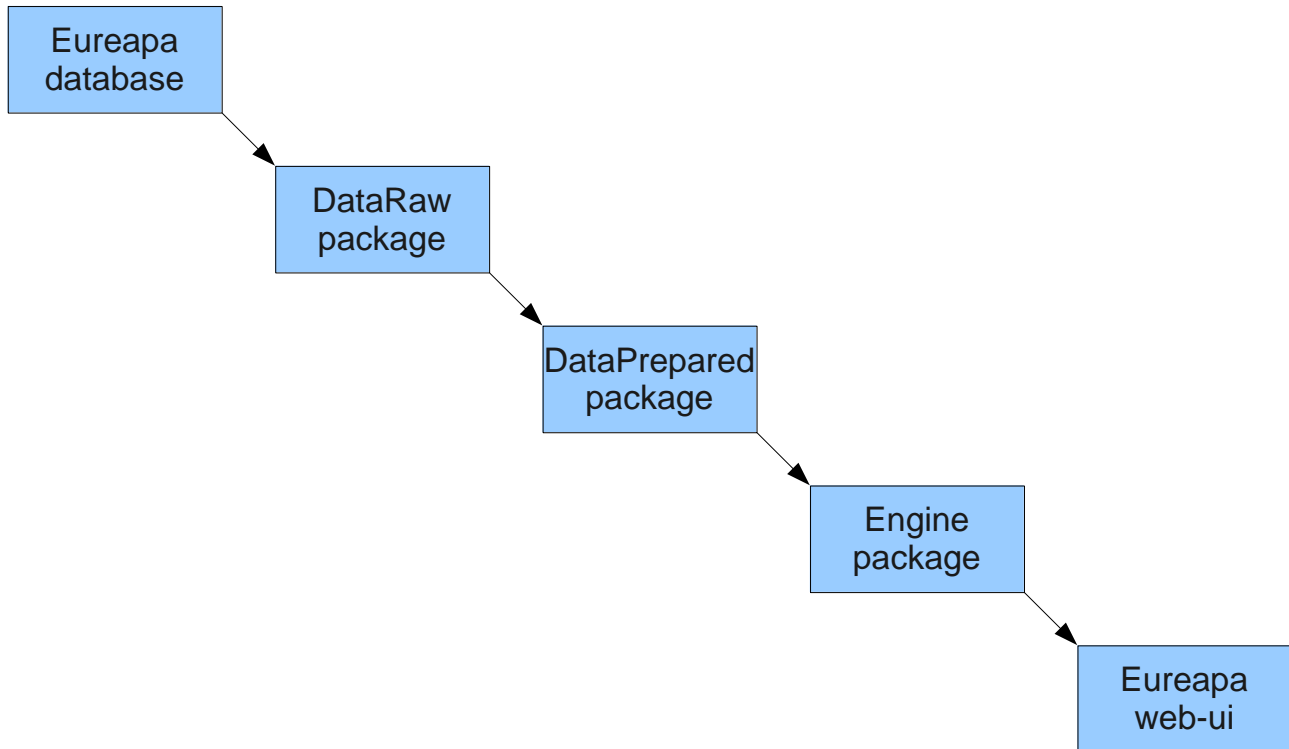 Eureapa
database
DataRaw
package
DataPrepared
package
Engine
package
Eureapa
web-ui